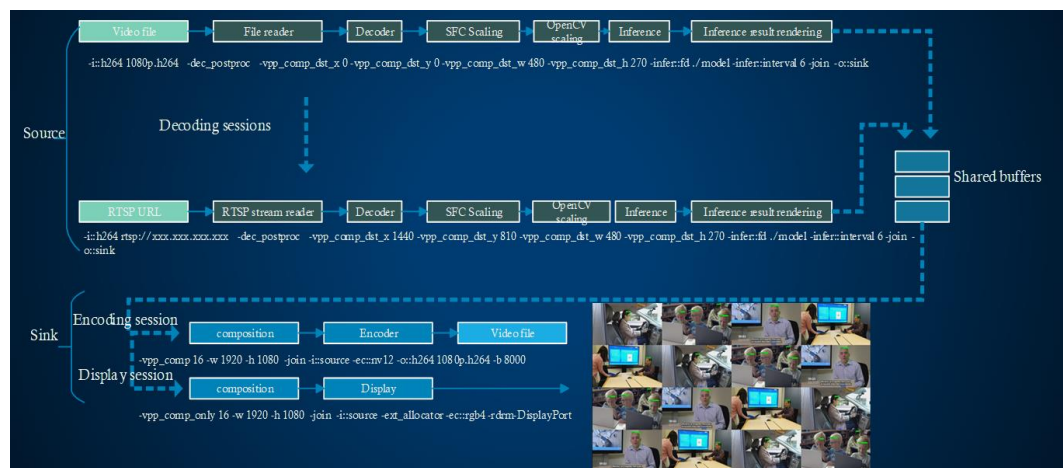 Video file
File reader
Decoder
SFC Scaling
OpenCV
scaling
Inference
Inference result rendering
-i::h264 1080p.h264 -dec_postproc -vpp_comp_dst_x 0 -vpp_comp_dst_y 0 -vpp_comp_dst_w 480 -vpp_comp_dst_h 270 -infer::fd ./model -infer::interval 6 -join -o::sink
Decoding sessions
Source
Shared buffers
RTSP URL
RTSP stream reader
Decoder
SFC Scaling
OpenCV
scaling
Inference
Inference result rendering
-i::h264 rtsp://xxx.xxx.xxx.xxx -dec_postproc -vpp_comp_dst_x 1440 -vpp_comp_dst_y 810 -vpp_comp_dst_w 480 -vpp_comp_dst_h 270 -infer::fd ./model -infer::interval 6 -join -
o::sink
Encoding session
composition
Encoder
Video file
Sink
-vpp_comp 16 -w 1920 -h 1080 -join -i::source -ec::nv12 -o::h264 1080p.h264 -b 8000
Display session
composition
Display
-vpp_comp_only 16 -w 1920 -h 1080 -join -i::source -ext_allocator -ec::rgb4 -rdrm-DisplayPort